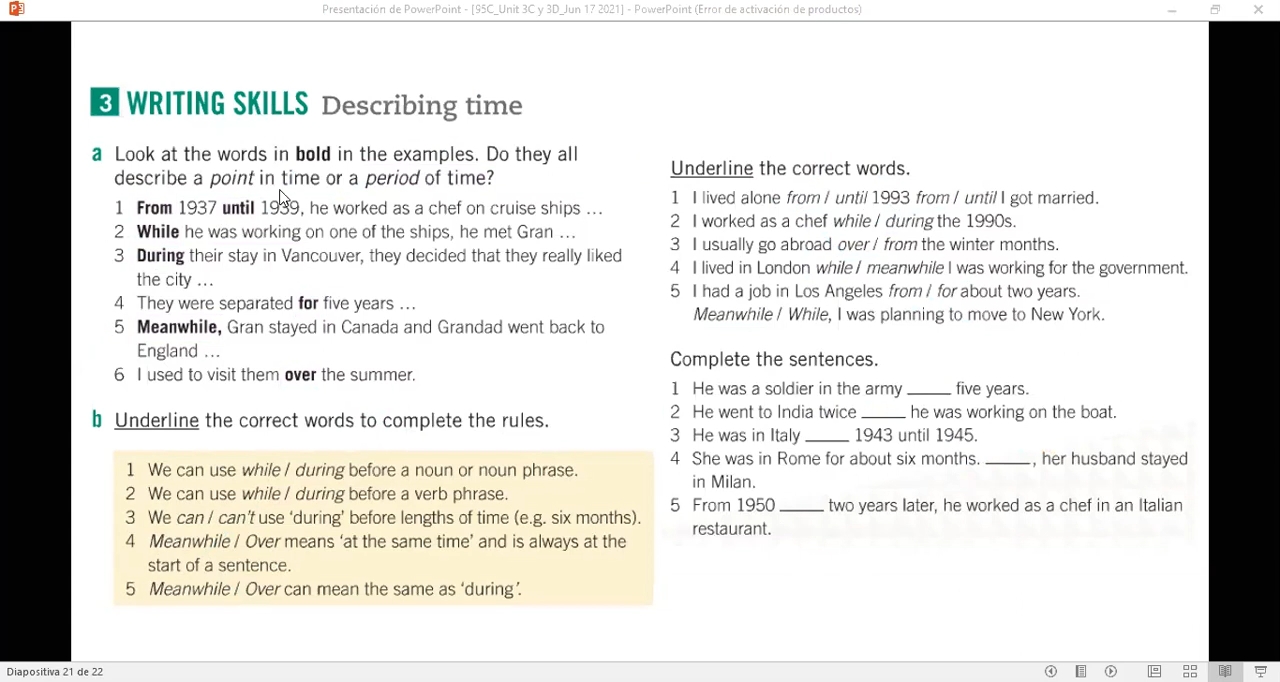 Presentación de PowerPoint - [95C_Unit 3C y 3D_Jun 17 2021] - PowerPoint (Error de activación de productos)
3 WRITING SKILLS Describing time
a Look at the words in bold in the examples. Do they all
describe a point in time or a period of time?
1 From 1937 until 1939, he worked as a chef on cruise ships ...
2 While he was working on one of the ships, he met Gran ...
3 During their stay in Vancouver, they decided that they really liked
the city ...
4 They were separated for five years ...
5 Meanwhile, Gran stayed in Canada and Grandad went back to
England ...
6 I used to visit them over the summer.
b Underline the correct words to complete the rules.
1 We can use while / during before a noun or noun phrase.
2 We can use while / during before a verb phrase.
3 We can / can't use 'during' before lengths of time (e.g. six months).
4 Meanwhile / Over means 'at the same time' and is always at the
start of a sentence.
5 Meanwhile / Over can mean the same as 'during'.
Underline the correct words.
1 I lived alone from / until 1993 from / until I got married.
2 I worked as a chef while / during the 1990s.
3 I usually go abroad over / from the winter months.
4 I lived in London while / meanwhile I was working for the government.
5 I had a job in Los Angeles from / for about two years.
Meanwhile / While, I was planning to move to New York.
Complete the sentences.
1 He was a soldier in the army _____ five years.
2 He went to India twice _____ he was working on the boat.
3 He was in Italy _____ 1943 until 1945.
4 She was in Rome for about six months. _____, her husband stayed
in Milan.
5 From 1950 _____ two years later, he worked as a chef in an Italian
restaurant.
Diapositiva 21 de 22